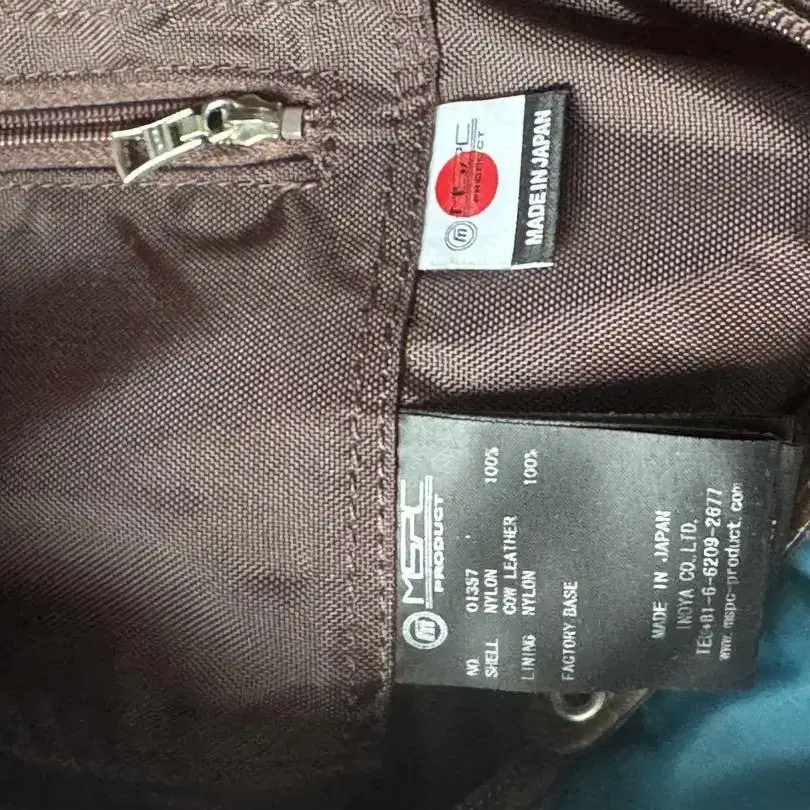 MSPC
PRODUCT
MADE IN JAPAN
m MSPC
PRODUCT
NO. 01357
SHELL NYLON 100%
COW LEATHER
LINING NYLON 100%
FACTORY BASE
MADE IN JAPAN
INOYA CO.,LTD.
TEL+81-6-6209-2677
www.mspc-product.com